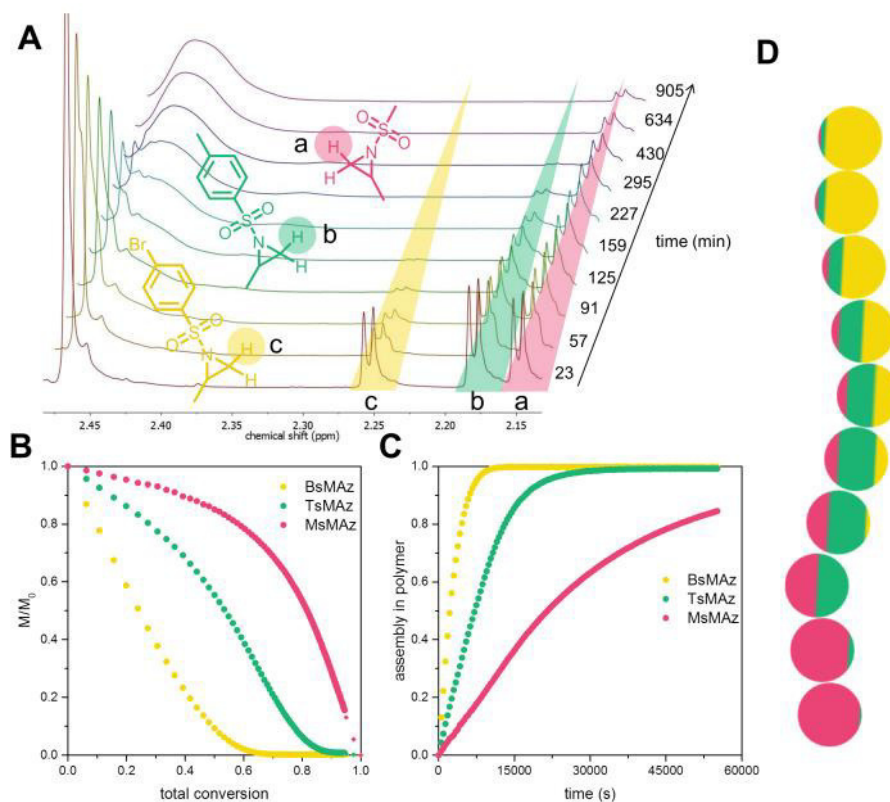 A
D
905
634
430
295
227
159
125
91
57
23
time (min)
a
H
H
N
S
O
O
b
H
H
N
S
O
O
c
Br
H
H
N
S
O
O
c
b
a
2.45
2.40
2.35
2.30
2.25
2.20
2.15
chemical shift (ppm)
B
M/M0
1.0
0.8
0.6
0.4
0.2
0.0
BsMAz
TsMAz
MsMAz
0.0
0.2
0.4
0.6
0.8
1.0
total conversion
C
assembly in polymer
1.0
0.8
0.6
0.4
0.2
0.0
BsMAz
TsMAz
MsMAz
0
15000
30000
45000
60000
time (s)